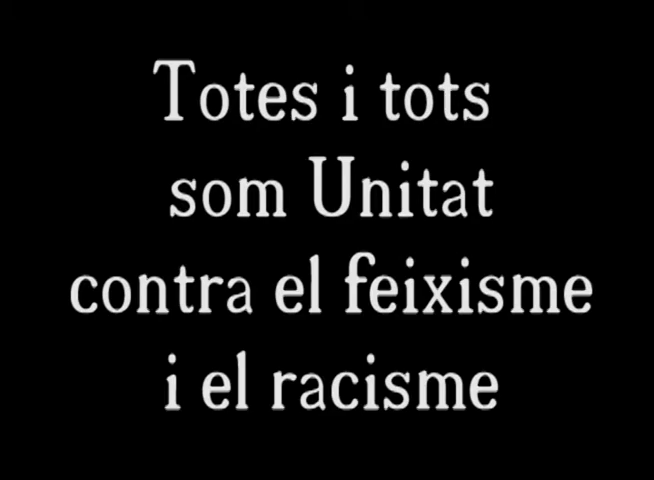 Totes i tots
som Unitat
contra el feixisme
i el racisme